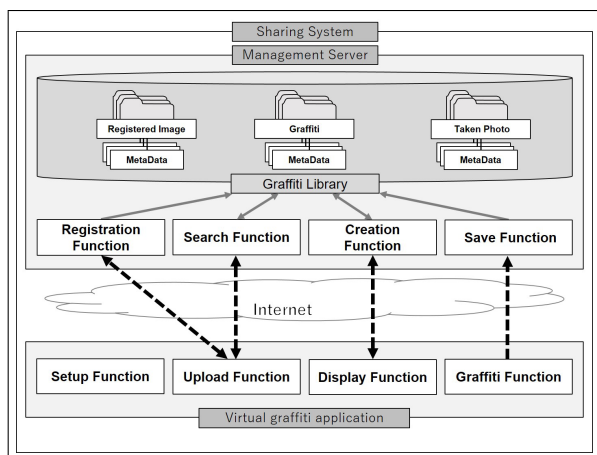 Sharing System
Management Server
Registered Image
Graffiti
Taken Photo
MetaData
MetaData
MetaData
Graffiti Library
Registration
Function
Search Function
Creation
Function
Save Function
Internet
Setup Function
Upload Function
Display Function
Graffiti Function
Virtual graffiti application